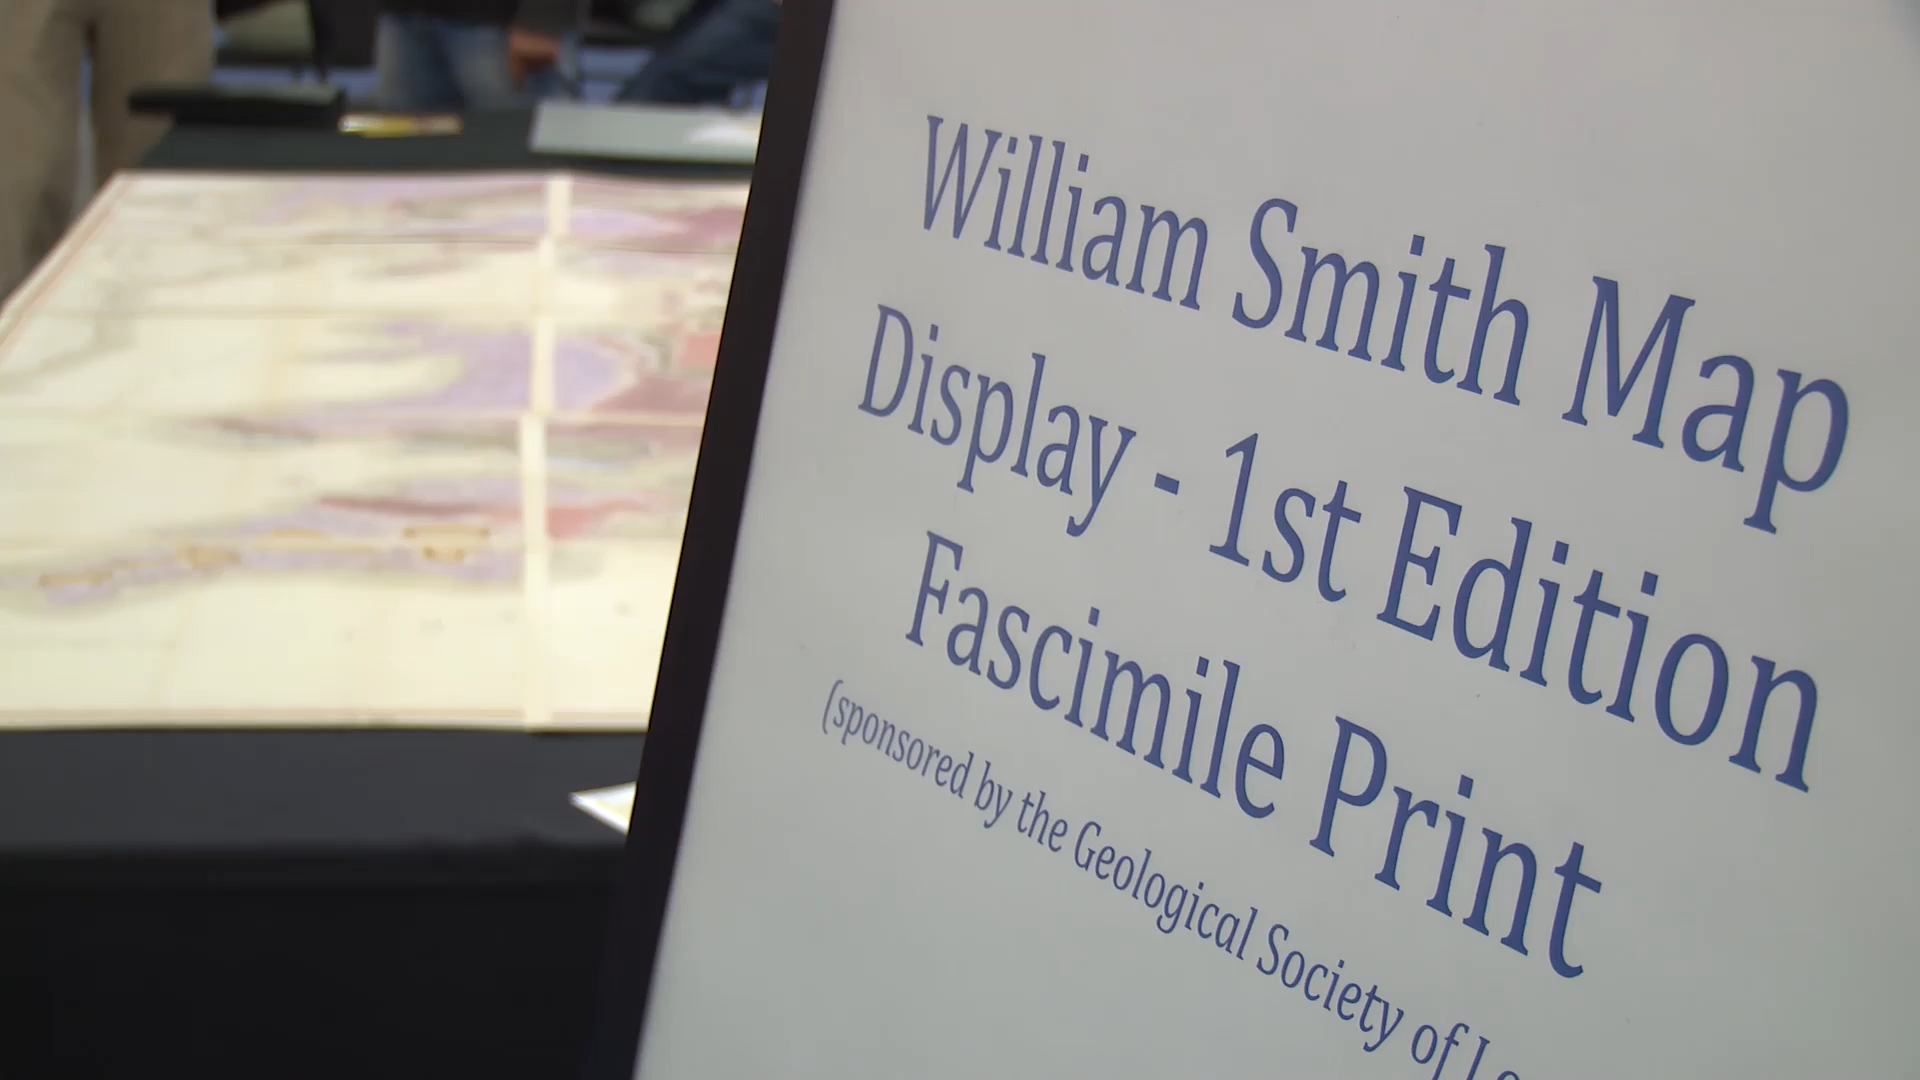 William Smith Map
Display - 1st Edition
Fascimile Print
(sponsored by the Geological Society of